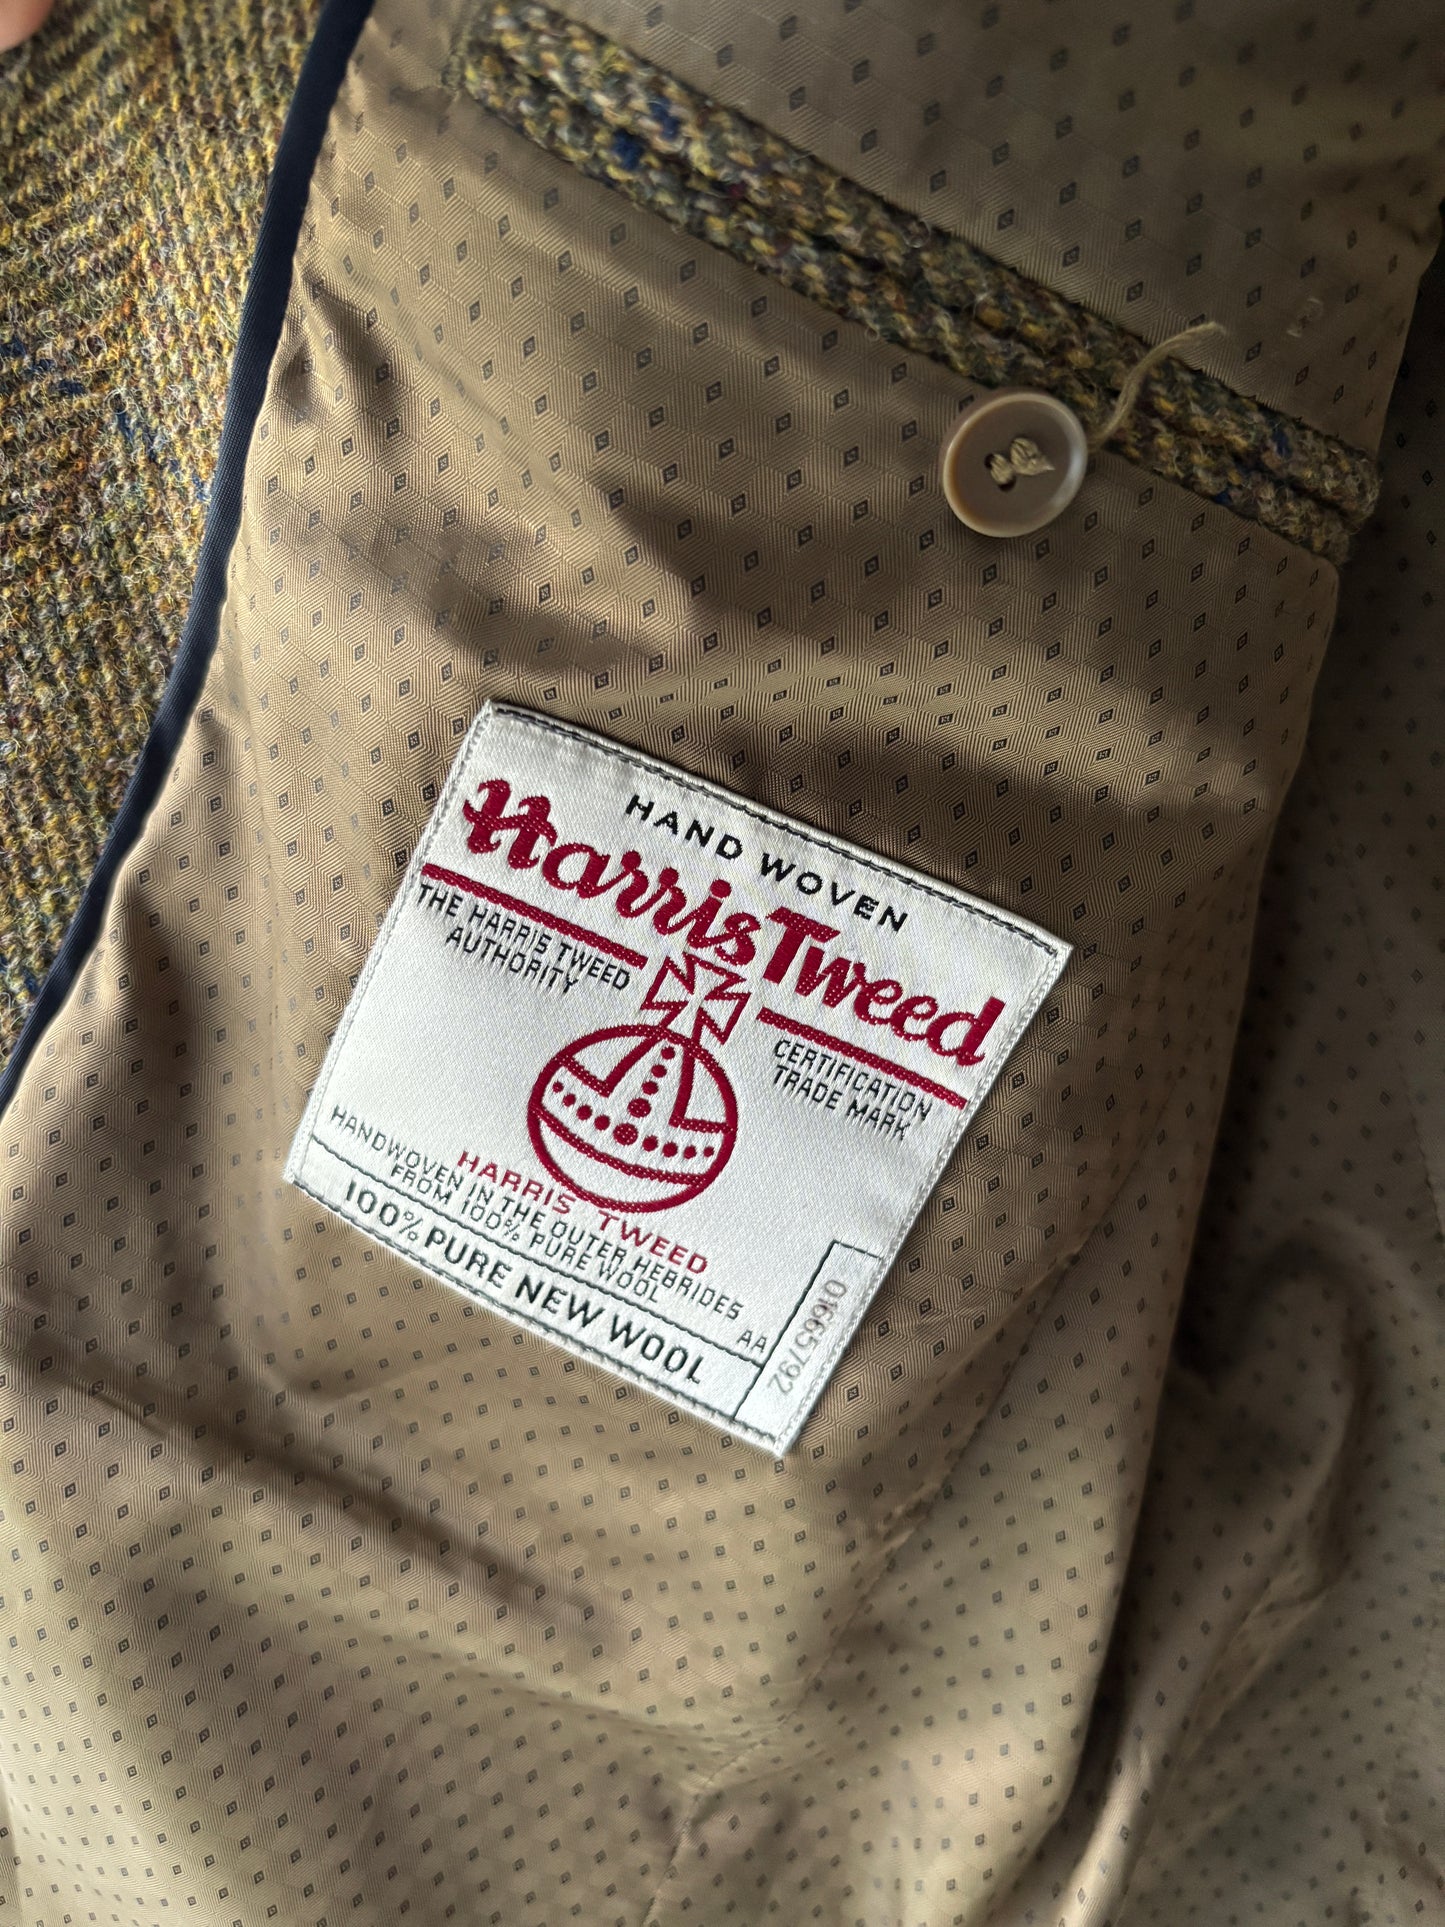 HAND WOVEN
Harris Tweed
THE HARRIS TWEED
AUTHORITY
CERTIFICATION
TRADE MARK
HARRIS TWEED
HANDWOVEN IN THE OUTER HEBRIDES
FROM 100% PURE WOOL
AA
100% PURE NEW WOOL
01665792